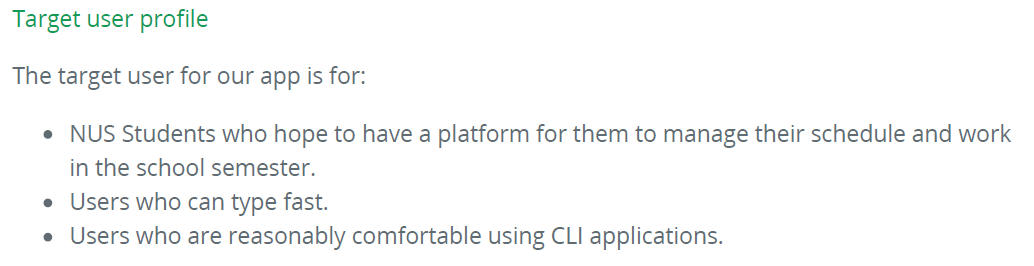 Target user profile
The target user for our app is for:
• NUS Students who hope to have a platform for them to manage their schedule and work
in the school semester.
• Users who can type fast.
• Users who are reasonably comfortable using CLI applications.